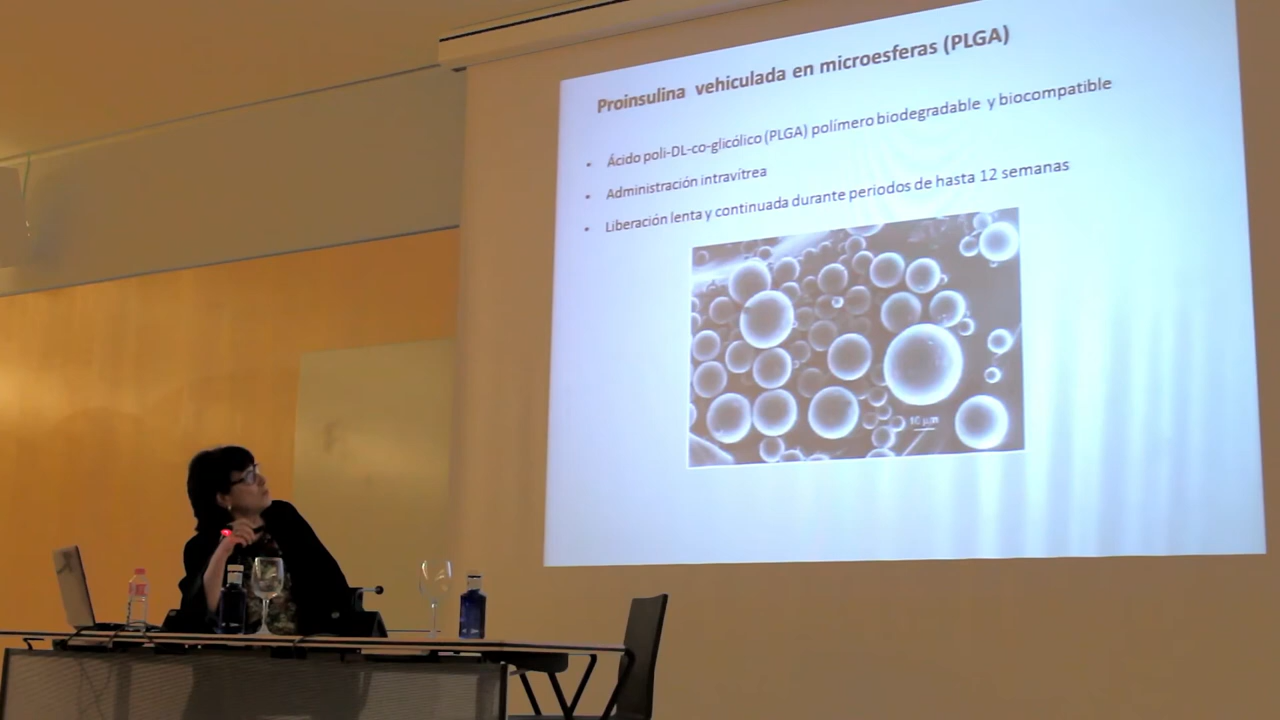 Proinsulina vehiculada en microesferas (PLGA)
• Ácido poli-DL-co-glicólico (PLGA) polímero biodegradable y biocompatible
• Administración intravítrea
• Liberación lenta y continuada durante periodos de hasta 12 semanas
10 µm